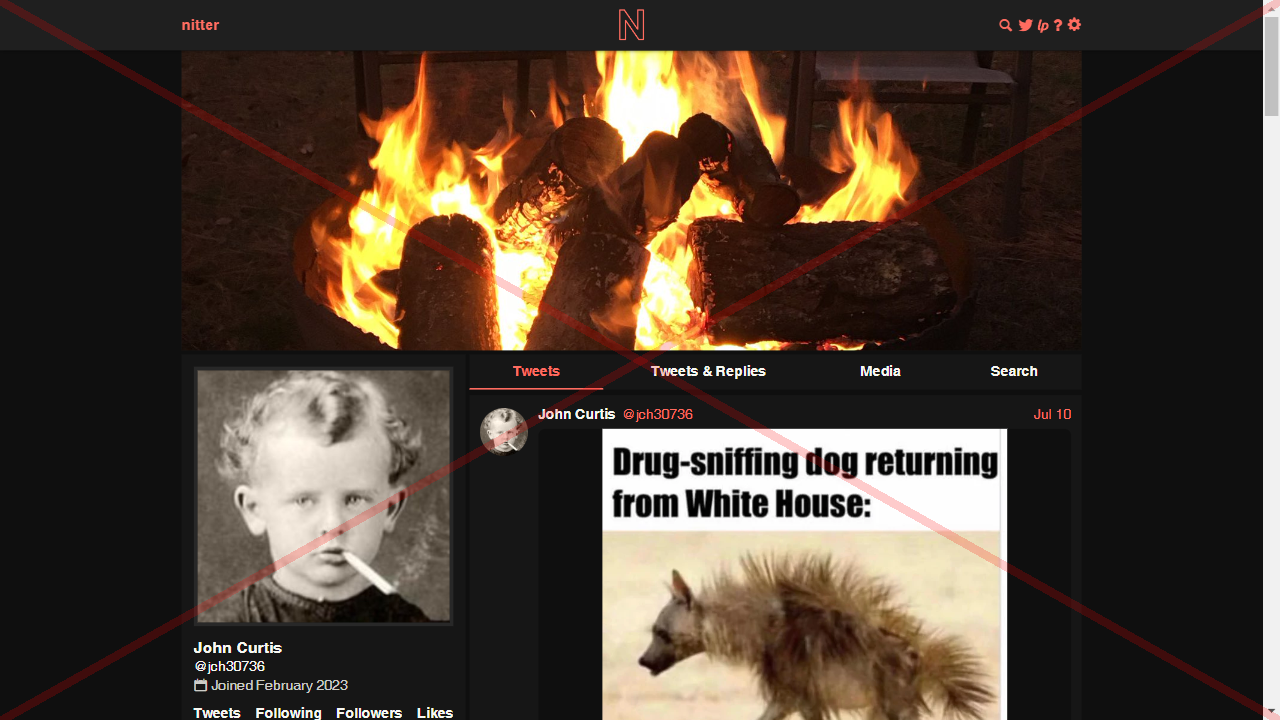 nitter
N
lp ?
Tweets
Tweets & Replies
Media
Search
John Curtis @jch30736 Jul 10
Drug-sniffing dog returning
from White House:
John Curtis
@jch30736
Joined February 2023
Tweets Following Followers Likes